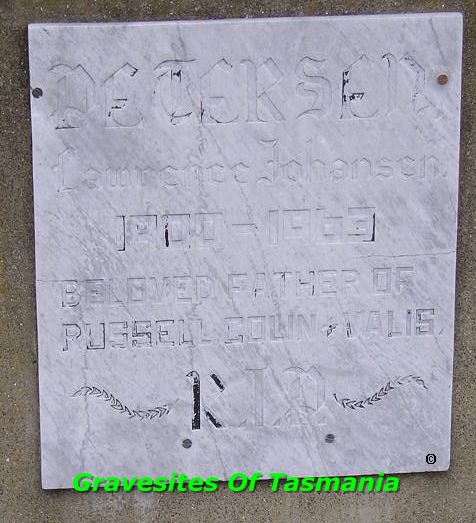 PETERSEN.
Lawrence Johansen.
1900-1963
BELOVED FATHER OF
RUSSELL COLIN & VALIS.
R.I.P.
©
Gravesites Of Tasmania